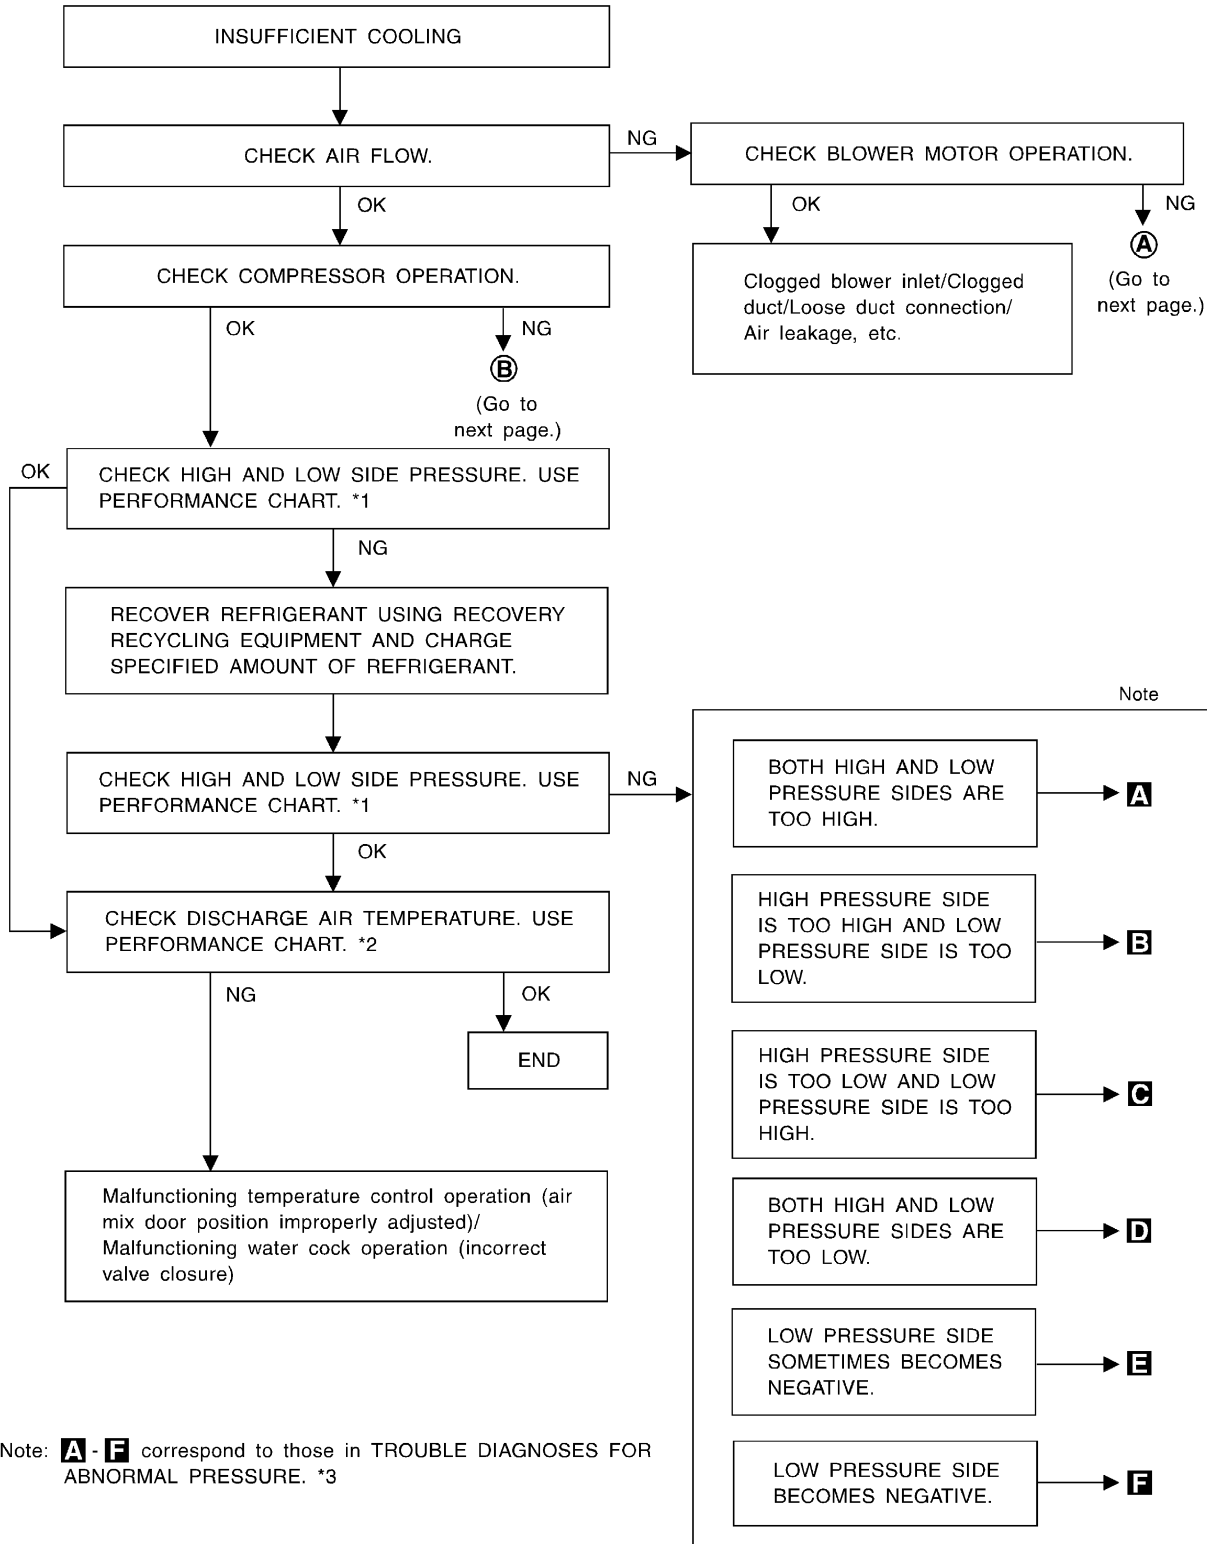 INSUFFICIENT COOLING
CHECK AIR FLOW.
NG
CHECK BLOWER MOTOR OPERATION.
OK
OK
NG
A
(Go to
next page.)
Clogged blower inlet/Clogged
duct/Loose duct connection/
Air leakage, etc.
CHECK COMPRESSOR OPERATION.
OK
NG
B
(Go to
next page.)
OK
CHECK HIGH AND LOW SIDE PRESSURE. USE
PERFORMANCE CHART. *1
NG
RECOVER REFRIGERANT USING RECOVERY
RECYCLING EQUIPMENT AND CHARGE
SPECIFIED AMOUNT OF REFRIGERANT.
CHECK HIGH AND LOW SIDE PRESSURE. USE
PERFORMANCE CHART. *1
NG
OK
CHECK DISCHARGE AIR TEMPERATURE. USE
PERFORMANCE CHART. *2
NG
OK
END
Malfunctioning temperature control operation (air
mix door position improperly adjusted)/
Malfunctioning water cock operation (incorrect
valve closure)
Note
BOTH HIGH AND LOW
PRESSURE SIDES ARE
TOO HIGH.
A
HIGH PRESSURE SIDE
IS TOO HIGH AND LOW
PRESSURE SIDE IS TOO
LOW.
B
HIGH PRESSURE SIDE
IS TOO LOW AND LOW
PRESSURE SIDE IS TOO
HIGH.
C
BOTH HIGH AND LOW
PRESSURE SIDES ARE
TOO LOW.
D
LOW PRESSURE SIDE
SOMETIMES BECOMES
NEGATIVE.
E
LOW PRESSURE SIDE
BECOMES NEGATIVE.
F
Note: A - F correspond to those in TROUBLE DIAGNOSES FOR
ABNORMAL PRESSURE. *3